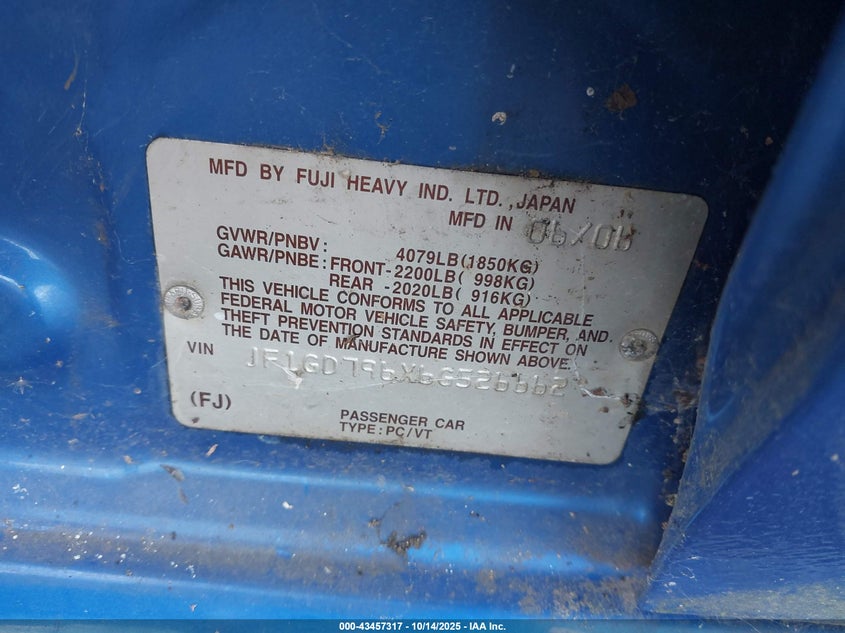 MFD BY FUJI HEAVY IND. LTD.,JAPAN
MFD IN 06/06
GVWR/PNBV: 4079LB(1850KG)
GAWR/PNBE: FRONT-2200LB( 998KG)
REAR -2020LB( 916KG)
THIS VEHICLE CONFORMS TO ALL APPLICABLE
FEDERAL MOTOR VEHICLE SAFETY, BUMPER, AND
THEFT PREVENTION STANDARDS IN EFFECT ON
THE DATE OF MANUFACTURE SHOWN ABOVE.
VIN JF1GD796X6G526662
(FJ)
PASSENGER CAR
TYPE: PC/VT
000-43457317 - 10/14/2025 - IAA Inc.